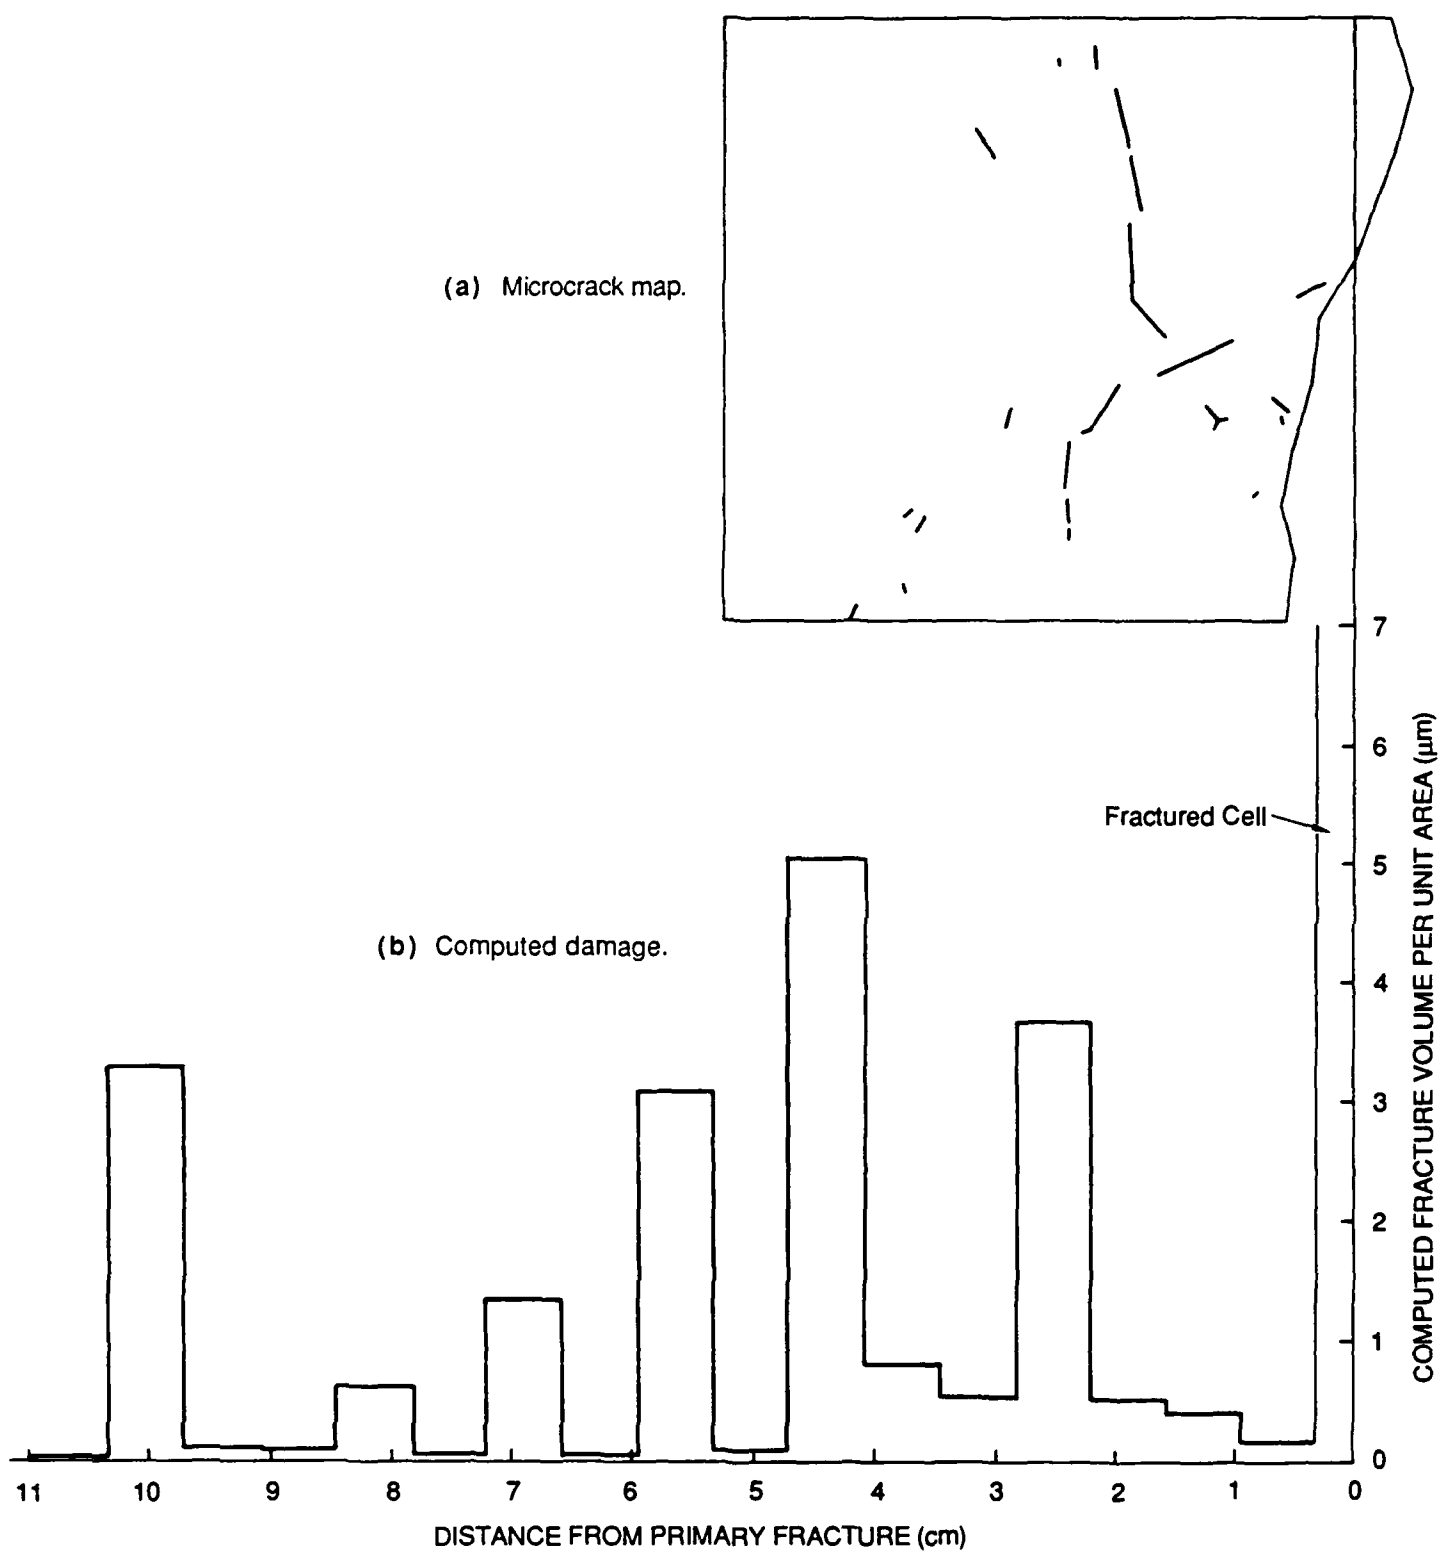 (a) Microcrack map.
7
6
Fractured Cell
5
(b) Computed damage.
4
3
2
1
0
COMPUTED FRACTURE VOLUME PER UNIT AREA (μm)
11 10 9 8 7 6 5 4 3 2 1 0
DISTANCE FROM PRIMARY FRACTURE (cm)